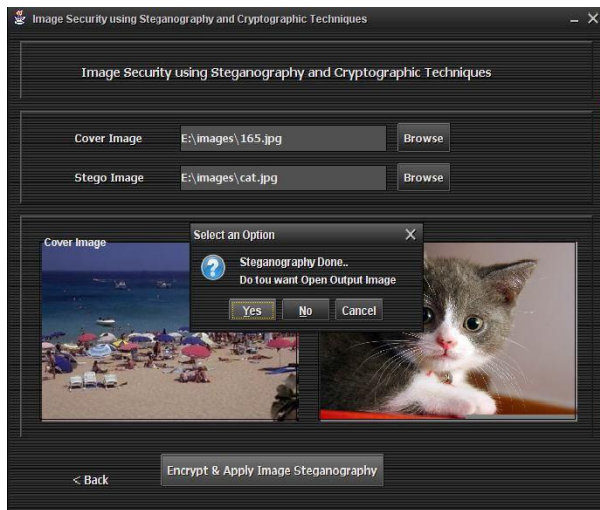 Image Security using Steganography and Cryptographic Techniques
Image Security using Steganography and Cryptographic Techniques
Cover Image E:\images\165.jpg Browse
Stego Image E:\images\cat.jpg Browse
Cover Image
Select an Option
Steganography Done..
Do tou want Open Output Image
Yes No Cancel
Encrypt & Apply Image Steganography
< Back